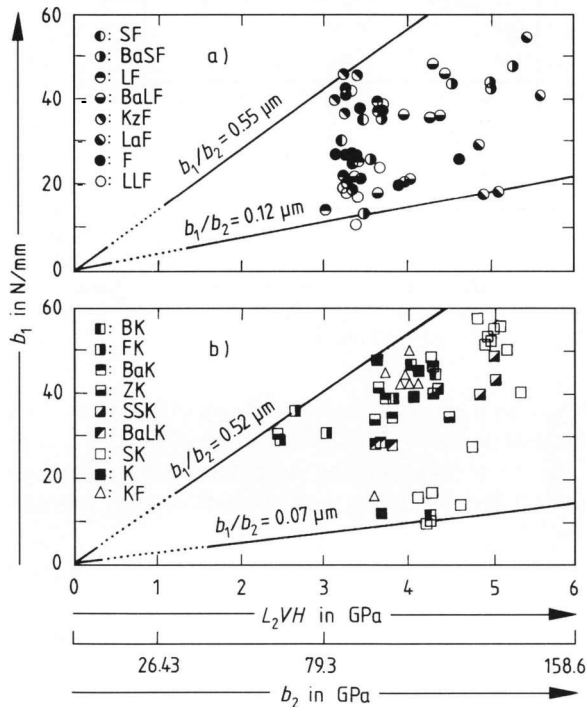 60
40
20
0
a)
SF
BaSF
LF
BaLF
KzF
LaF
F
LLF
b₁/b₂ = 0.55 µm
b₁/b₂ = 0.12 µm
b₁ in N/mm
60
50
30
10
0
b)
BK
FK
BaK
ZK
SSK
BaLK
SK
K
KF
b₁/b₂ = 0.52 µm
b₁/b₂ = 0.07 µm
0 1 2 3 4 5 6
L₂VH in GPa
26.43 79.3 158.6
b₂ in GPa